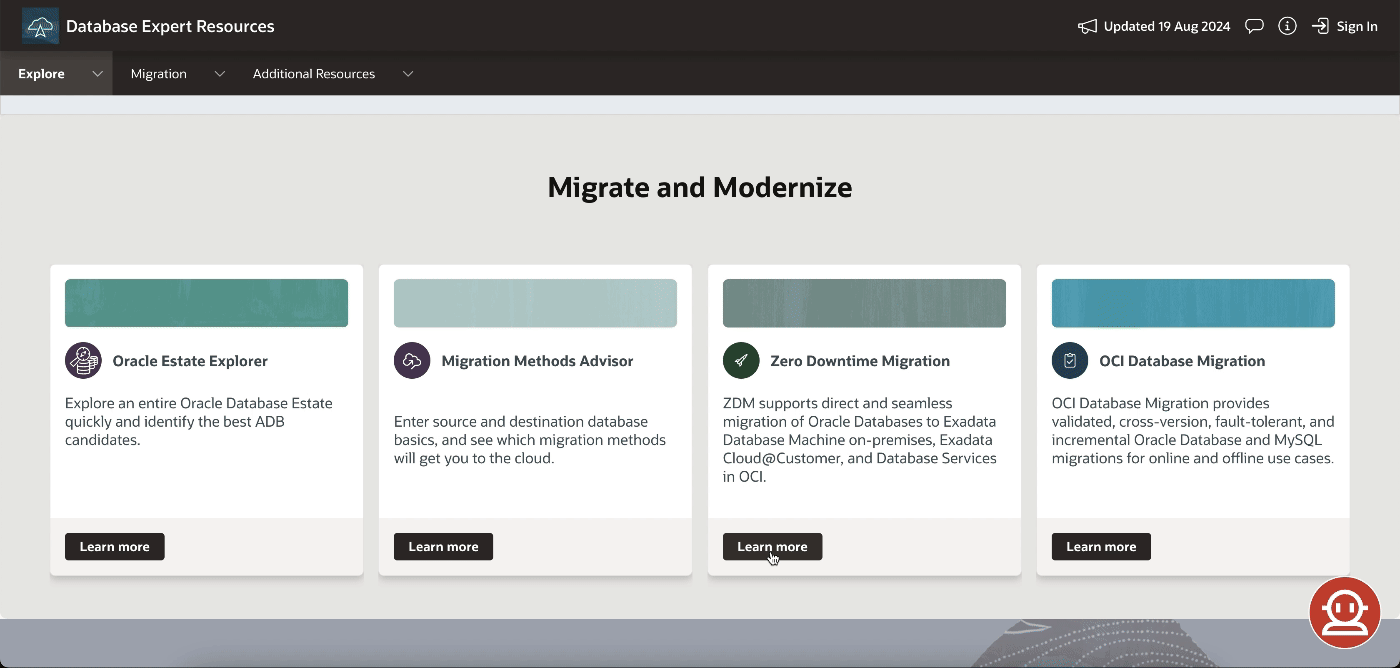 Database Expert Resources
Updated 19 Aug 2024
Sign In
Explore
Migration
Additional Resources
Migrate and Modernize
Oracle Estate Explorer
Explore an entire Oracle Database Estate
quickly and identify the best ADB
candidates.
Learn more
Migration Methods Advisor
Enter source and destination database
basics, and see which migration methods
will get you to the cloud.
Learn more
Zero Downtime Migration
ZDM supports direct and seamless
migration of Oracle Databases to Exadata
Database Machine on-premises, Exadata
Cloud@Customer, and Database Services
in OCI.
Learn more
OCI Database Migration
OCI Database Migration provides
validated, cross-version, fault-tolerant, and
incremental Oracle Database and MySQL
migrations for online and offline use cases.
Learn more